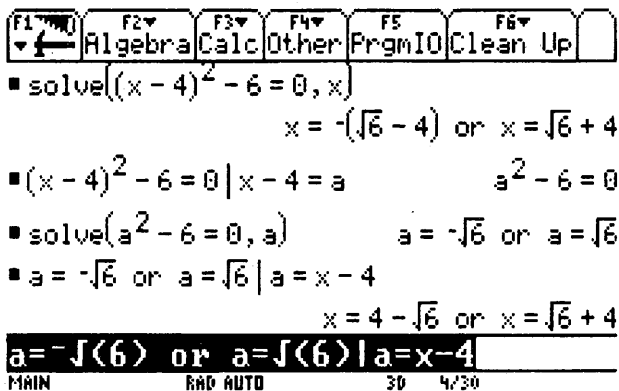 F1 F2 F3 F4 F5 F6
Algebra Calc Other PrgmIO Clean Up
▪ solve((x - 4)² - 6 = 0, x)
x = ⁻(√6 - 4) or x = √6 + 4
▪ (x - 4)² - 6 = 0 | x - 4 = a a² - 6 = 0
▪ solve(a² - 6 = 0, a) a = ⁻√6 or a = √6
▪ a = ⁻√6 or a = √6 | a = x - 4
x = 4 - √6 or x = √6 + 4
a=⁻√(6) or a=√(6)|a=x-4
MAIN RAD AUTO 3D 4/30